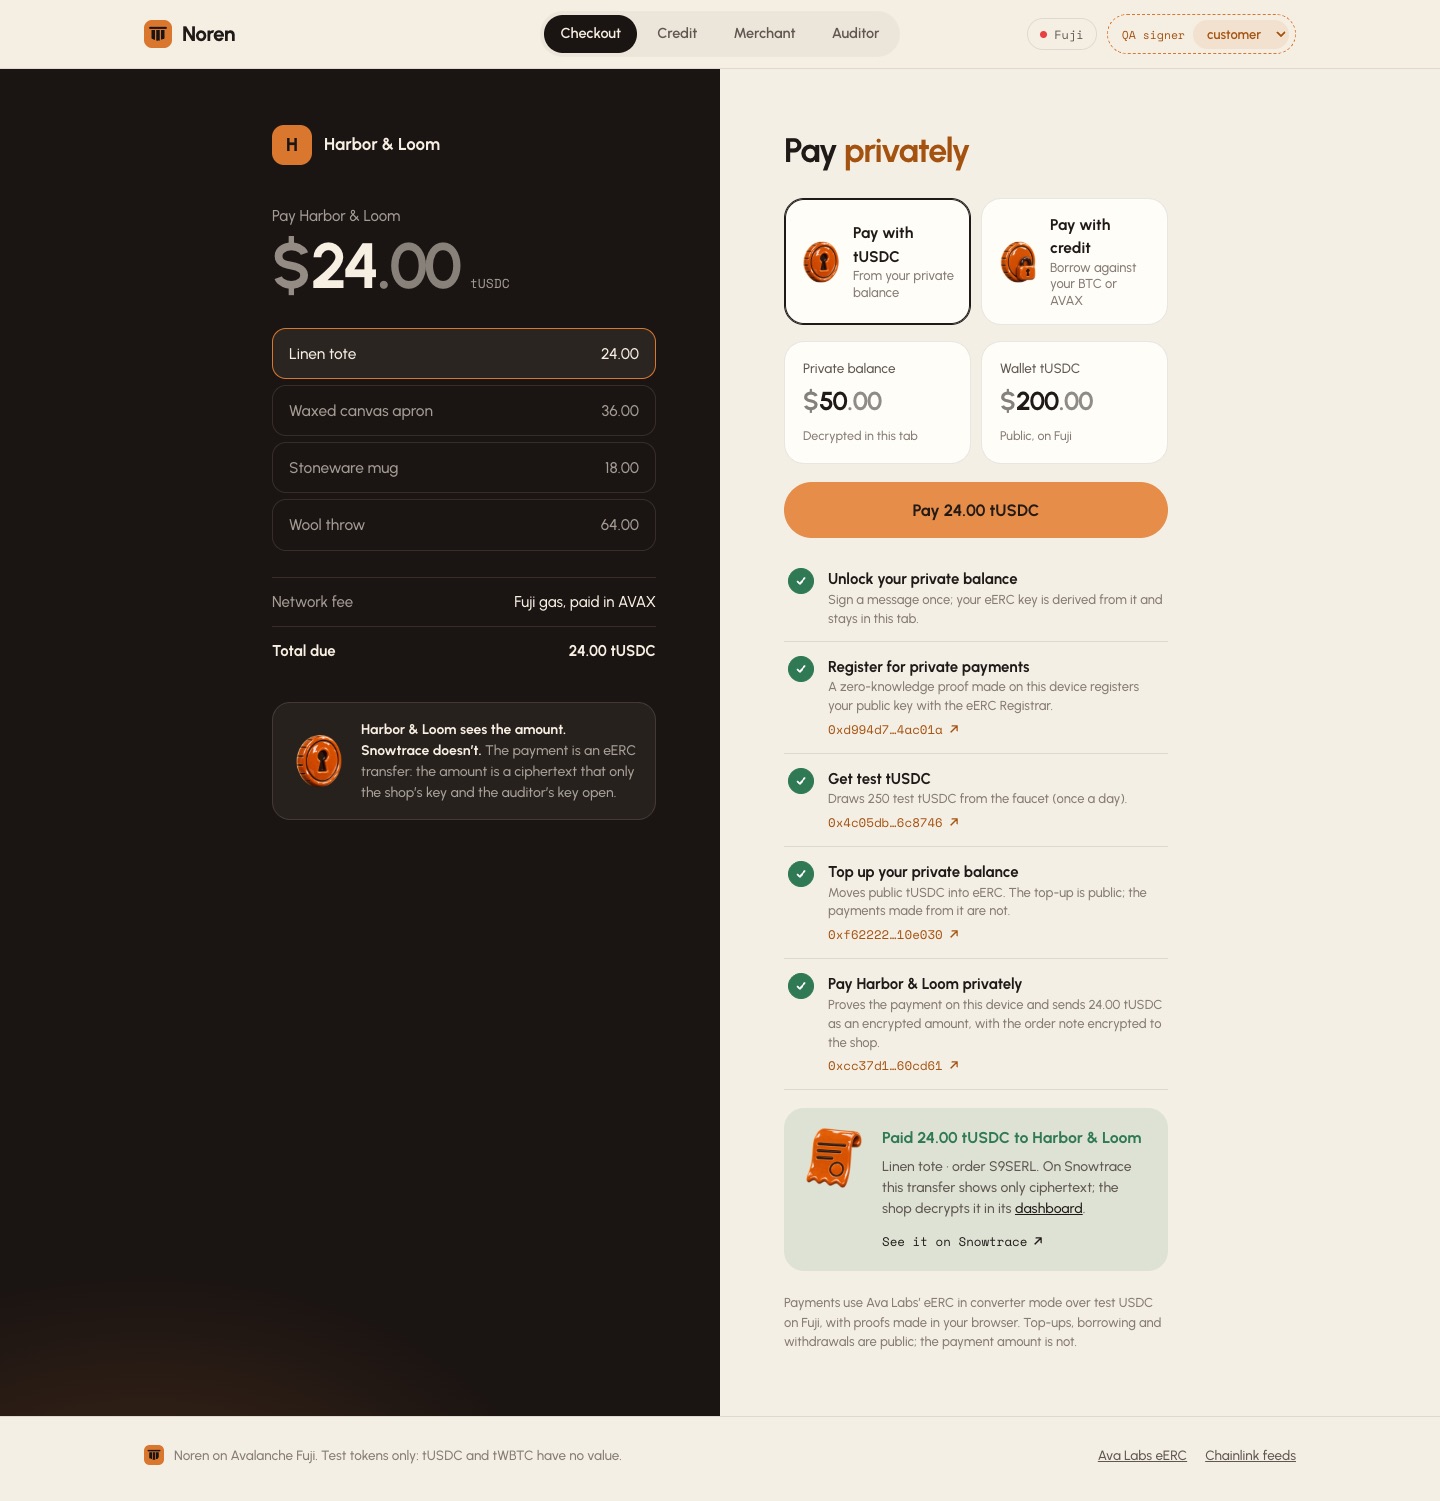 Noren
Checkout
Credit
Merchant
Auditor
Fuji
QA signer
customer
H
Harbor & Loom
Pay Harbor & Loom
$24.00 tUSDC
Linen tote 24.00
Waxed canvas apron 36.00
Stoneware mug 18.00
Wool throw 64.00
Network fee Fuji gas, paid in AVAX
Total due 24.00 tUSDC
Harbor & Loom sees the amount.
Snowtrace doesn’t. The payment is an eERC
transfer: the amount is a ciphertext that only
the shop’s key and the auditor’s key open.
Pay privately
Pay with
tUSDC
From your private
balance
Pay with
credit
Borrow against
your BTC or
AVAX
Private balance
$50.00
Decrypted in this tab
Wallet tUSDC
$200.00
Public, on Fuji
Pay 24.00 tUSDC
Unlock your private balance
Sign a message once; your eERC key is derived from it and
stays in this tab.
Register for private payments
A zero-knowledge proof made on this device registers
your public key with the eERC Registrar.
0xd994d7…4ac01a ↗
Get test tUSDC
Draws 250 test tUSDC from the faucet (once a day).
0x4c05db…6c8746 ↗
Top up your private balance
Moves public tUSDC into eERC. The top-up is public; the
payments made from it are not.
0xf62222…10e030 ↗
Pay Harbor & Loom privately
Proves the payment on this device and sends 24.00 tUSDC
as an encrypted amount, with the order note encrypted to
the shop.
0xcc37d1…60cd61 ↗
Paid 24.00 tUSDC to Harbor & Loom
Linen tote · order S9SERL. On Snowtrace
this transfer shows only ciphertext; the
shop decrypts it in its dashboard.
See it on Snowtrace ↗
Payments use Ava Labs’ eERC in converter mode over test USDC
on Fuji, with proofs made in your browser. Top-ups, borrowing and
withdrawals are public; the payment amount is not.
Noren on Avalanche Fuji. Test tokens only: tUSDC and tWBTC have no value.
Ava Labs eERC
Chainlink feeds